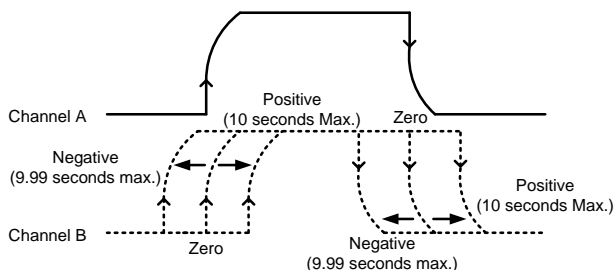 Channel A
Positive
(10 seconds Max.)
Zero
Negative
(9.99 seconds max.)
Positive
(10 seconds Max.)
Channel B
Zero
Negative
(9.99 seconds max.)